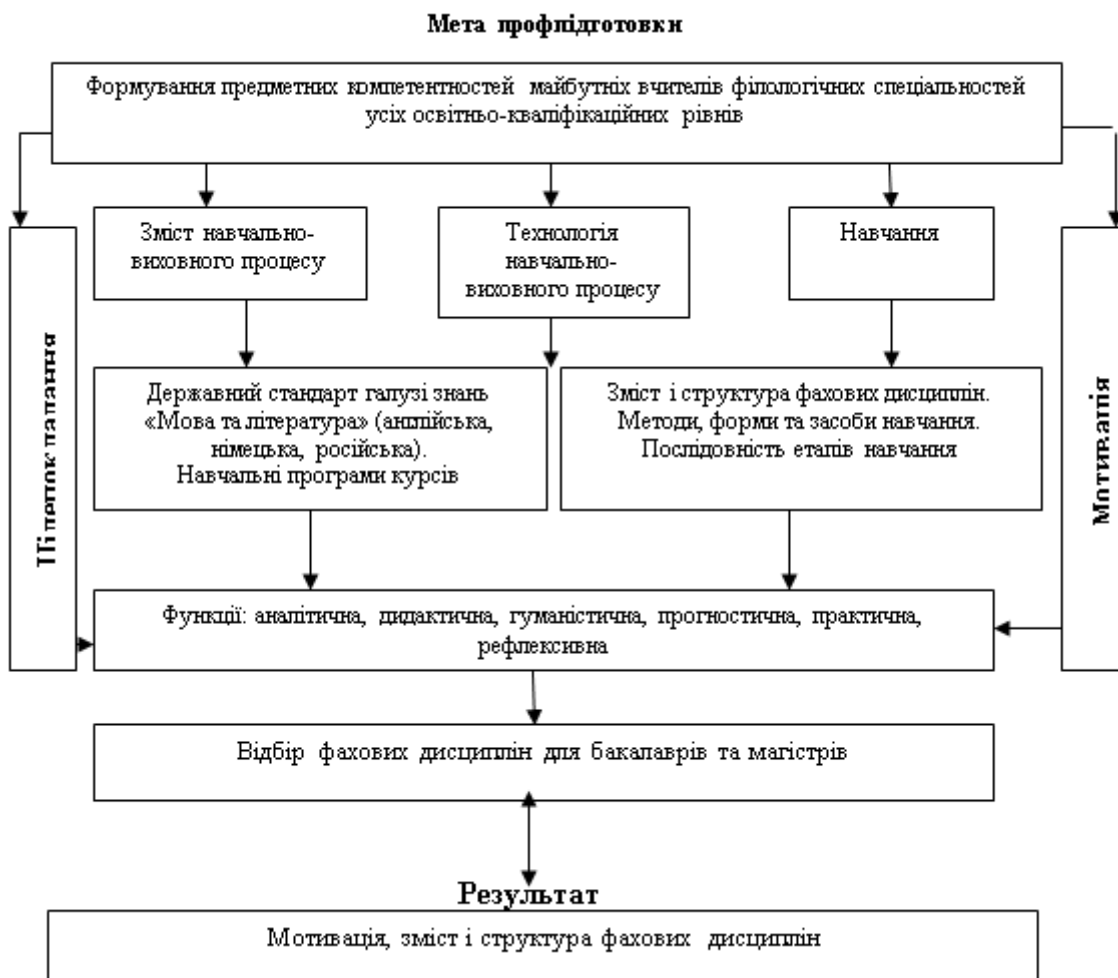 Мета профпідготовки
Формування предметних компетентностей майбутніх вчителів філологічних спеціальностей
усіх освітньо-кваліфікаційних рівнів
Зміст навчально-
виховного процесу
Технологія
навчально-
виховного процесу
Навчання
Цілепокладання
Мотивація
Державний стандарт галузі знань
«Мова та література» (англійська,
німецька, російська).
Навчальні програми курсів
Зміст і структура фахових дисциплін.
Методи, форми та засоби навчання.
Послідовність етапів навчання
Функції: аналітична, дидактична, гуманістична, прогностична, практична,
рефлексивна
Відбір фахових дисциплін для бакалаврів та магістрів
Результат
Мотивація, зміст і структура фахових дисциплін